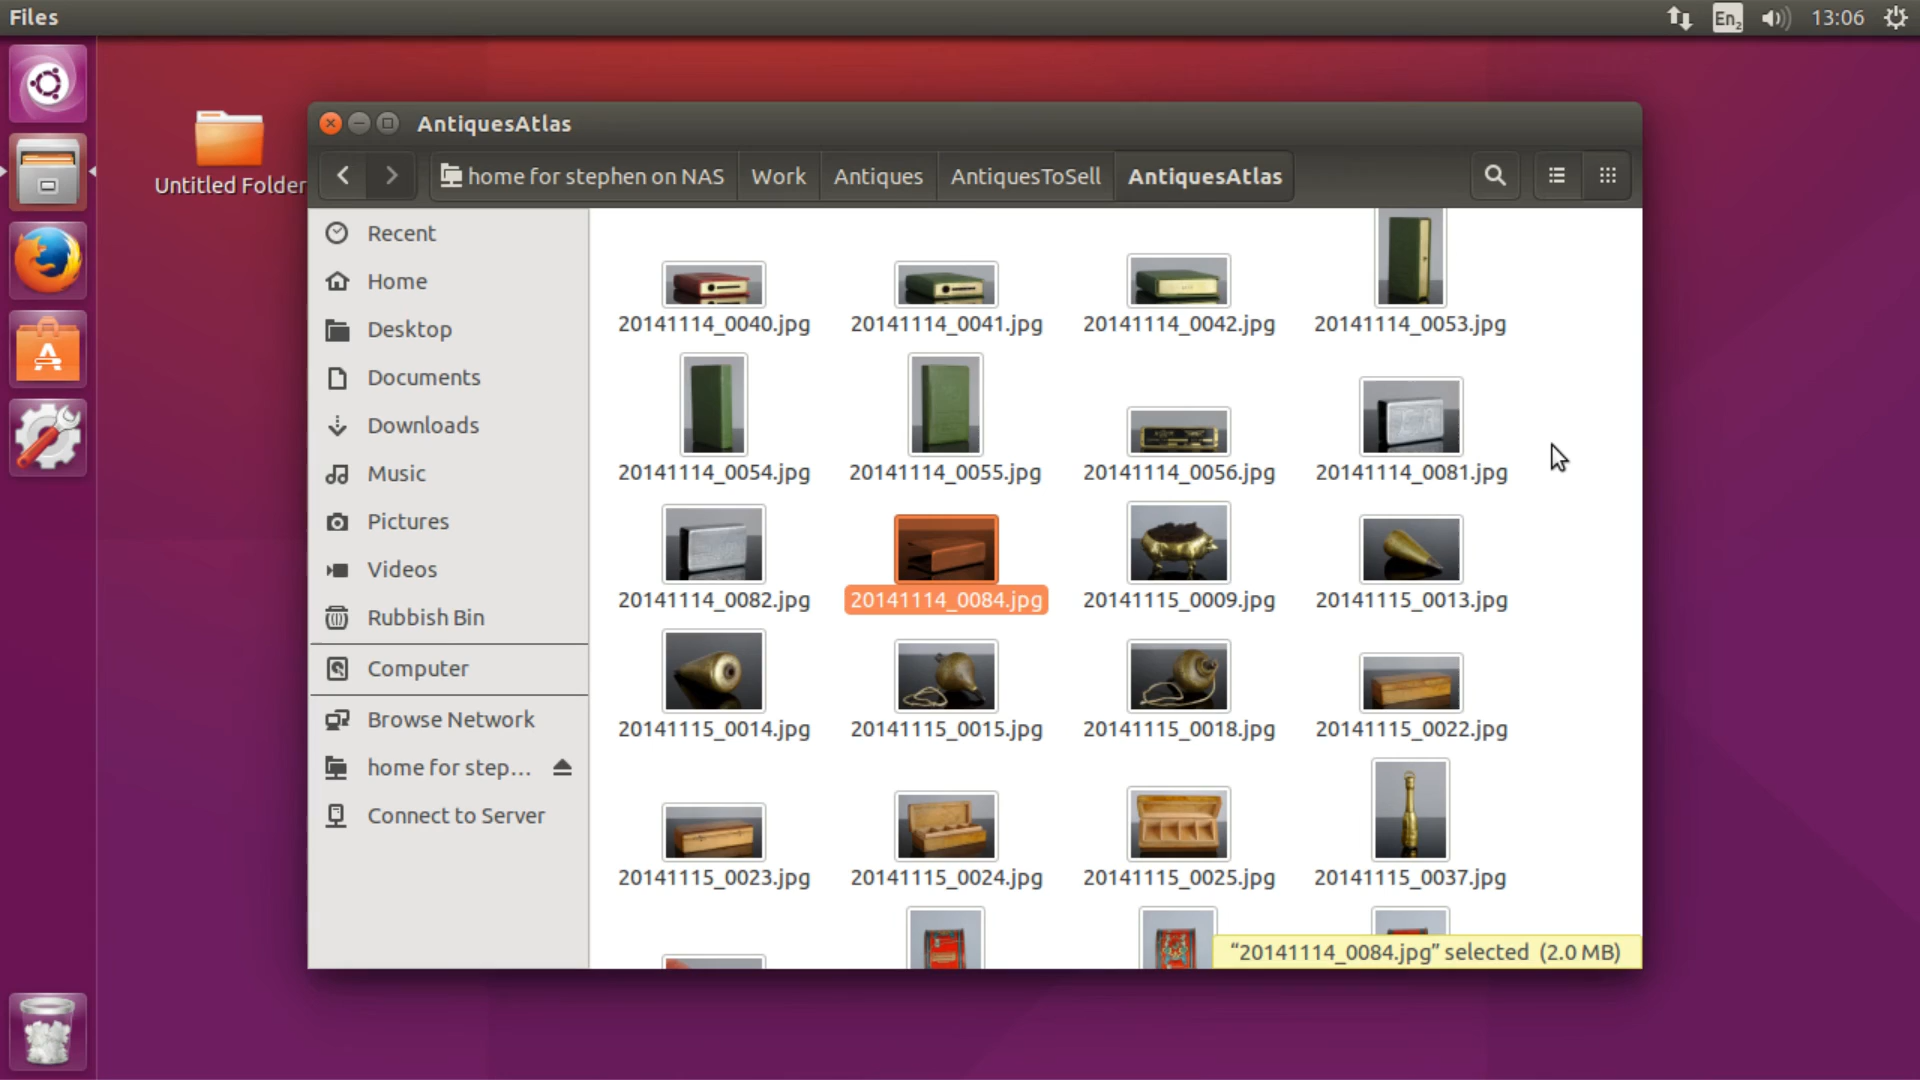 Files
En2
13:06
Untitled Folder
AntiquesAtlas
home for stephen on NAS
Work
Antiques
AntiquesToSell
AntiquesAtlas
Recent
Home
Desktop
Documents
Downloads
Music
Pictures
Videos
Rubbish Bin
Computer
Browse Network
home for step...
Connect to Server
20141114_0040.jpg
20141114_0041.jpg
20141114_0042.jpg
20141114_0053.jpg
20141114_0054.jpg
20141114_0055.jpg
20141114_0056.jpg
20141114_0081.jpg
20141114_0082.jpg
20141114_0084.jpg
20141115_0009.jpg
20141115_0013.jpg
20141115_0014.jpg
20141115_0015.jpg
20141115_0018.jpg
20141115_0022.jpg
20141115_0023.jpg
20141115_0024.jpg
20141115_0025.jpg
20141115_0037.jpg
“20141114_0084.jpg” selected (2.0 MB)